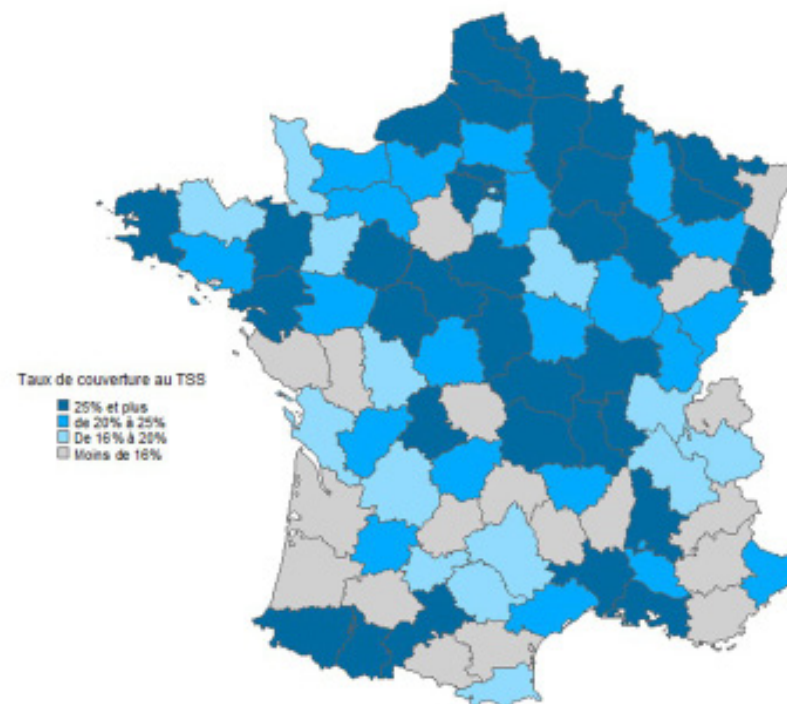 Taux de couverture au TSS
25% et plus
de 20% à 25%
De 16% à 20%
Moins de 16%